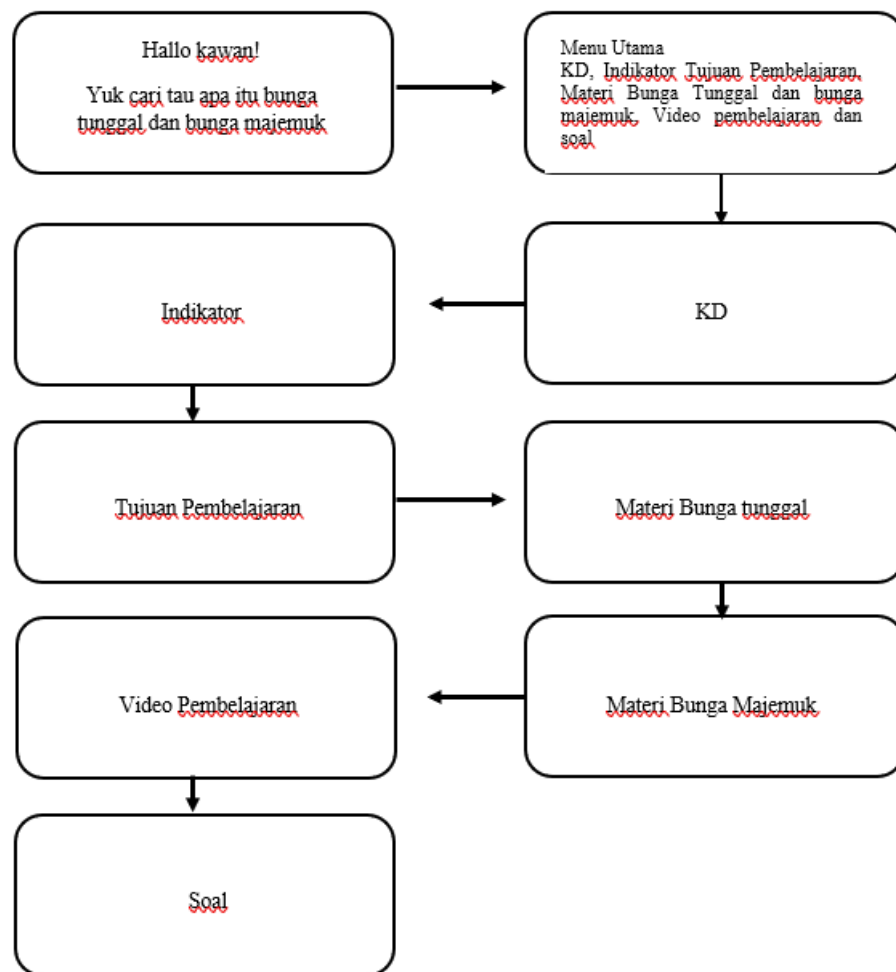 Hallo kawan!
Yuk cari tau apa itu bunga
tunggal dan bunga majemuk
Menu Utama
KD, Indikator Tujuan Pembelajaran,
Materi Bunga Tunggal dan bunga
majemuk, Video pembelajaran dan
soal
Indikator
KD
Tujuan Pembelajaran
Materi Bunga tunggal
Video Pembelajaran
Materi Bunga Majemuk
Soal